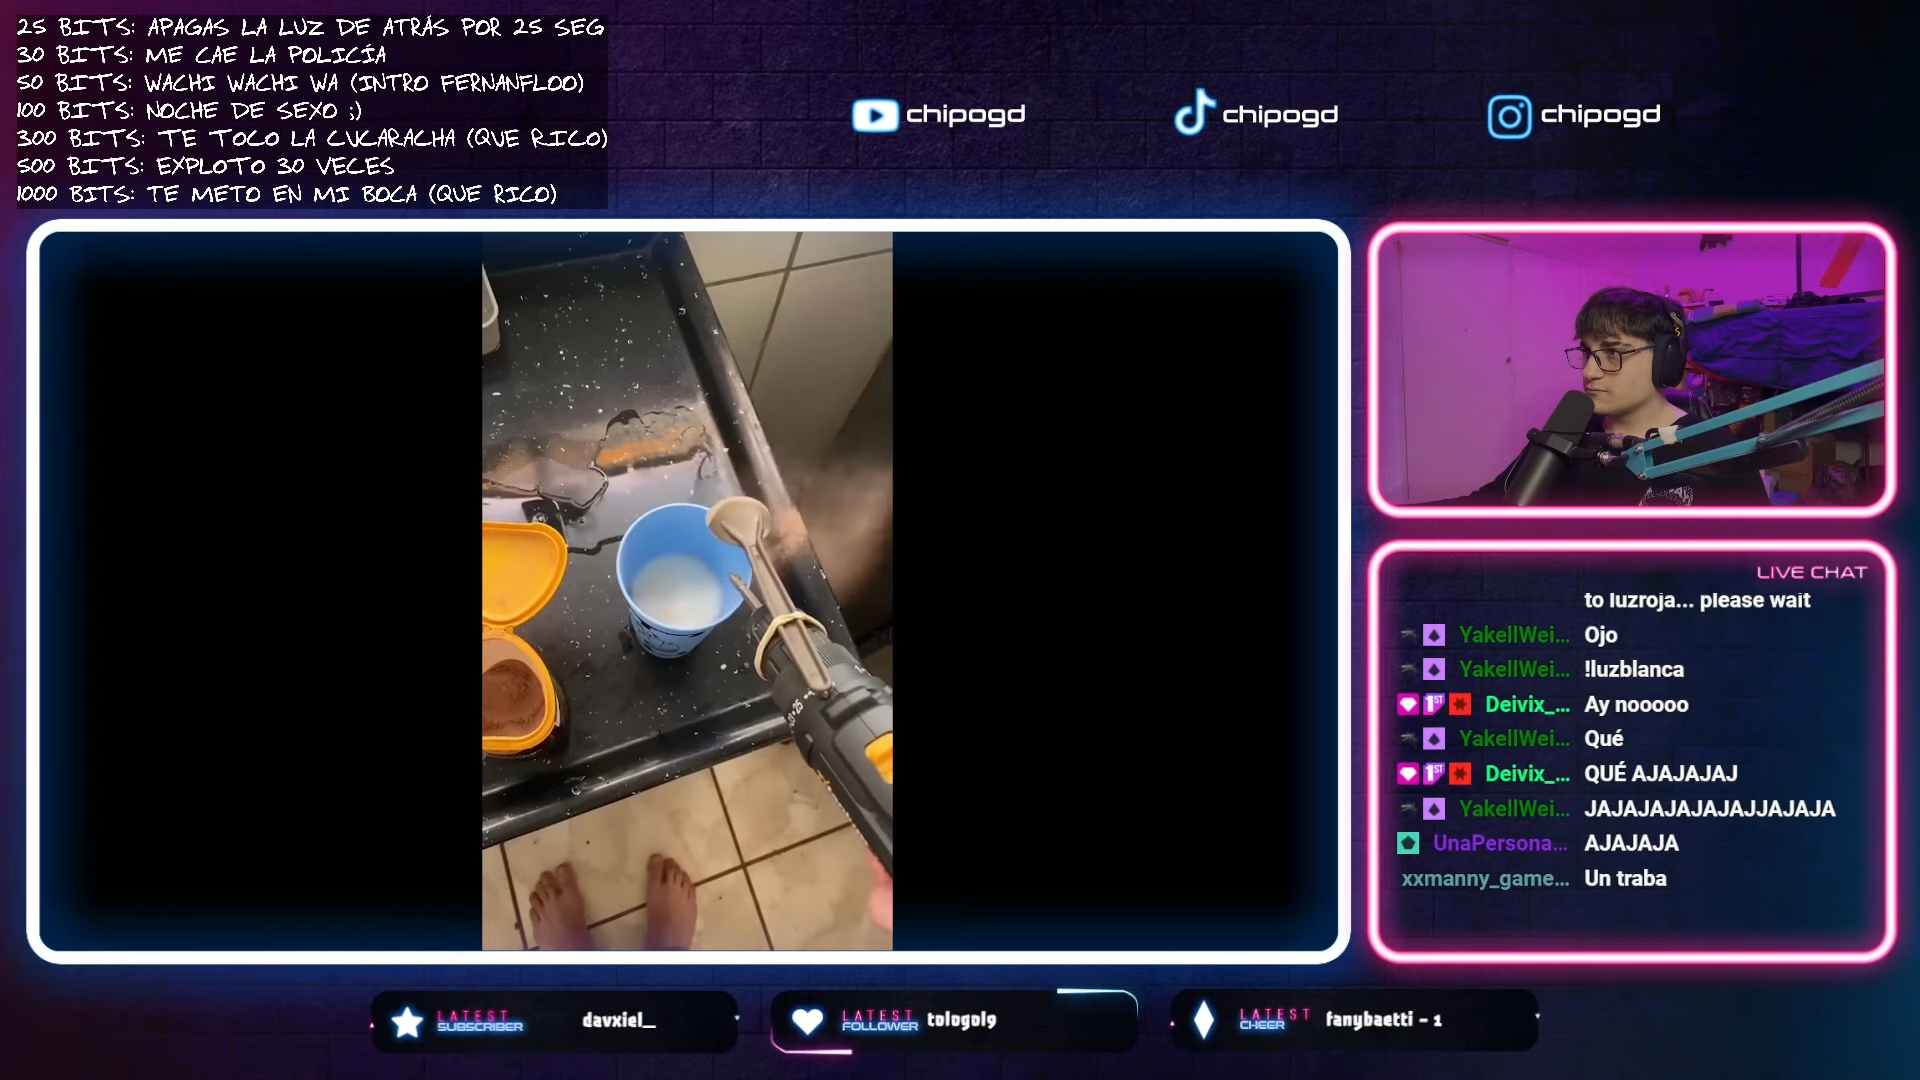 25 BITS: APAGAS LA LUZ DE ATRÁS POR 25 SEG
30 BITS: ME CAE LA POLICÍA
50 BITS: WACHI WACHI WA (INTRO FERNANFLOO)
100 BITS: NOCHE DE SEXO ;)
300 BITS: TE TOCO LA CUCARACHA (QUE RICO)
500 BITS: EXPLOTO 30 VECES
1000 BITS: TE METO EN MI BOCA (QUE RICO)
chipogd
chipogd
chipogd
LIVE CHAT
to luzroja... please wait
YakellWei... Ojo
YakellWei... !luzblanca
Deivix_... Ay nooooo
YakellWei... Qué
Deivix_... QUÉ AJAJAJAJ
YakellWei... JAJAJAJAJAJAJJAJAJA
UnaPersona... AJAJAJA
xxmanny_game... Un traba
LATEST SUBSCRIBER davxiel_
LATEST FOLLOWER tologol9
LATEST CHEER fanybaetti - 1